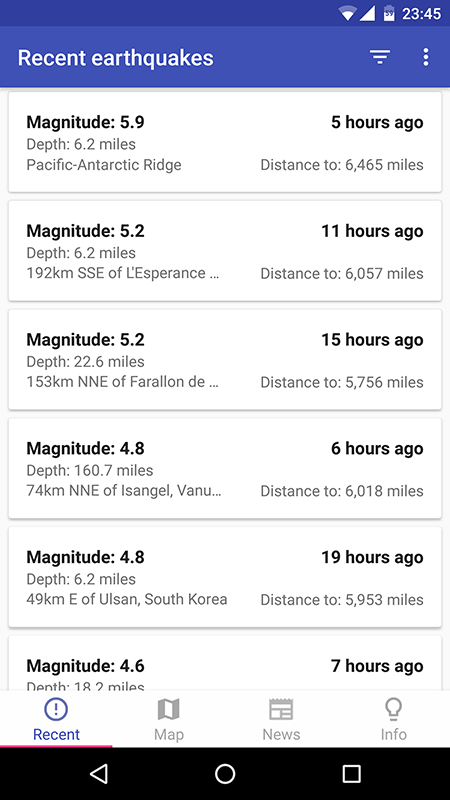 23:45
Recent earthquakes
Magnitude: 5.9 5 hours ago
Depth: 6.2 miles
Pacific-Antarctic Ridge Distance to: 6,465 miles
Magnitude: 5.2 11 hours ago
Depth: 6.2 miles
192km SSE of L'Esperance ... Distance to: 6,057 miles
Magnitude: 5.2 15 hours ago
Depth: 22.6 miles
153km NNE of Farallon de ... Distance to: 5,756 miles
Magnitude: 4.8 6 hours ago
Depth: 160.7 miles
74km NNE of Isangel, Vanu... Distance to: 6,018 miles
Magnitude: 4.8 19 hours ago
Depth: 6.2 miles
49km E of Ulsan, South Korea Distance to: 5,953 miles
Magnitude: 4.6 7 hours ago
Depth: 18.2 miles
Recent Map News Info